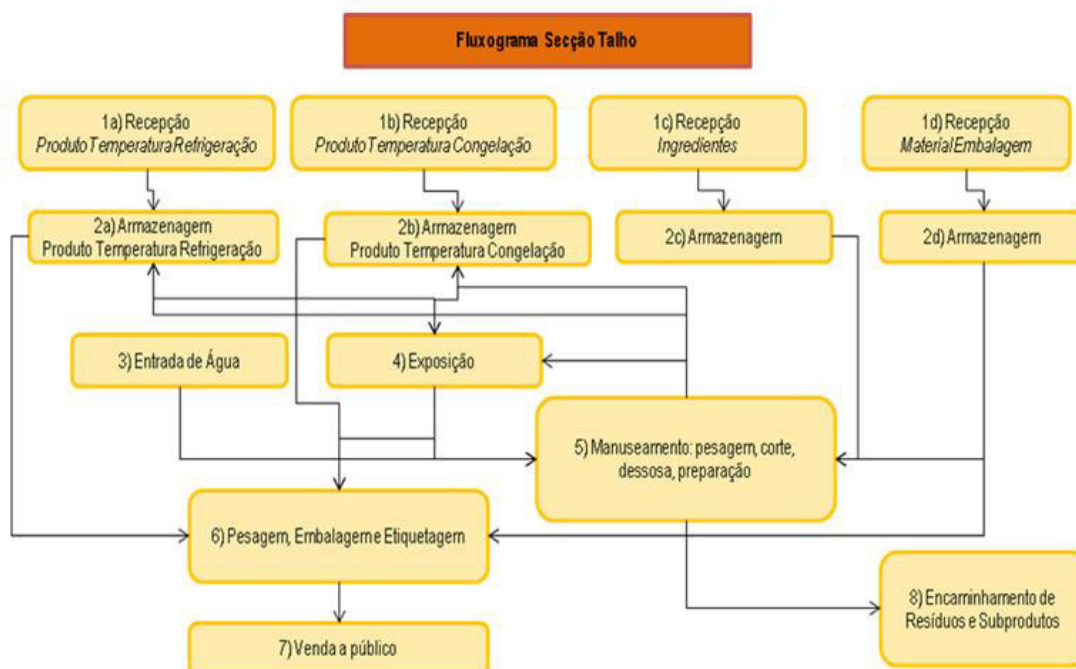 Fluxograma Secção Talho
1a) Recepção
Produto Temperatura Refrigeração
1b) Recepção
Produto Temperatura Congelação
1c) Recepção
Ingredientes
1d) Recepção
Material Embalagem
2a) Armazenagem
Produto Temperatura Refrigeração
2b) Armazenagem
Produto Temperatura Congelação
2c) Armazenagem
2d) Armazenagem
3) Entrada de Água
4) Exposição
5) Manuseamento: pesagem, corte,
dessosa, preparação
6) Pesagem, Embalagem e Etiquetagem
7) Venda a público
8) Encaminhamento de
Resíduos e Subprodutos